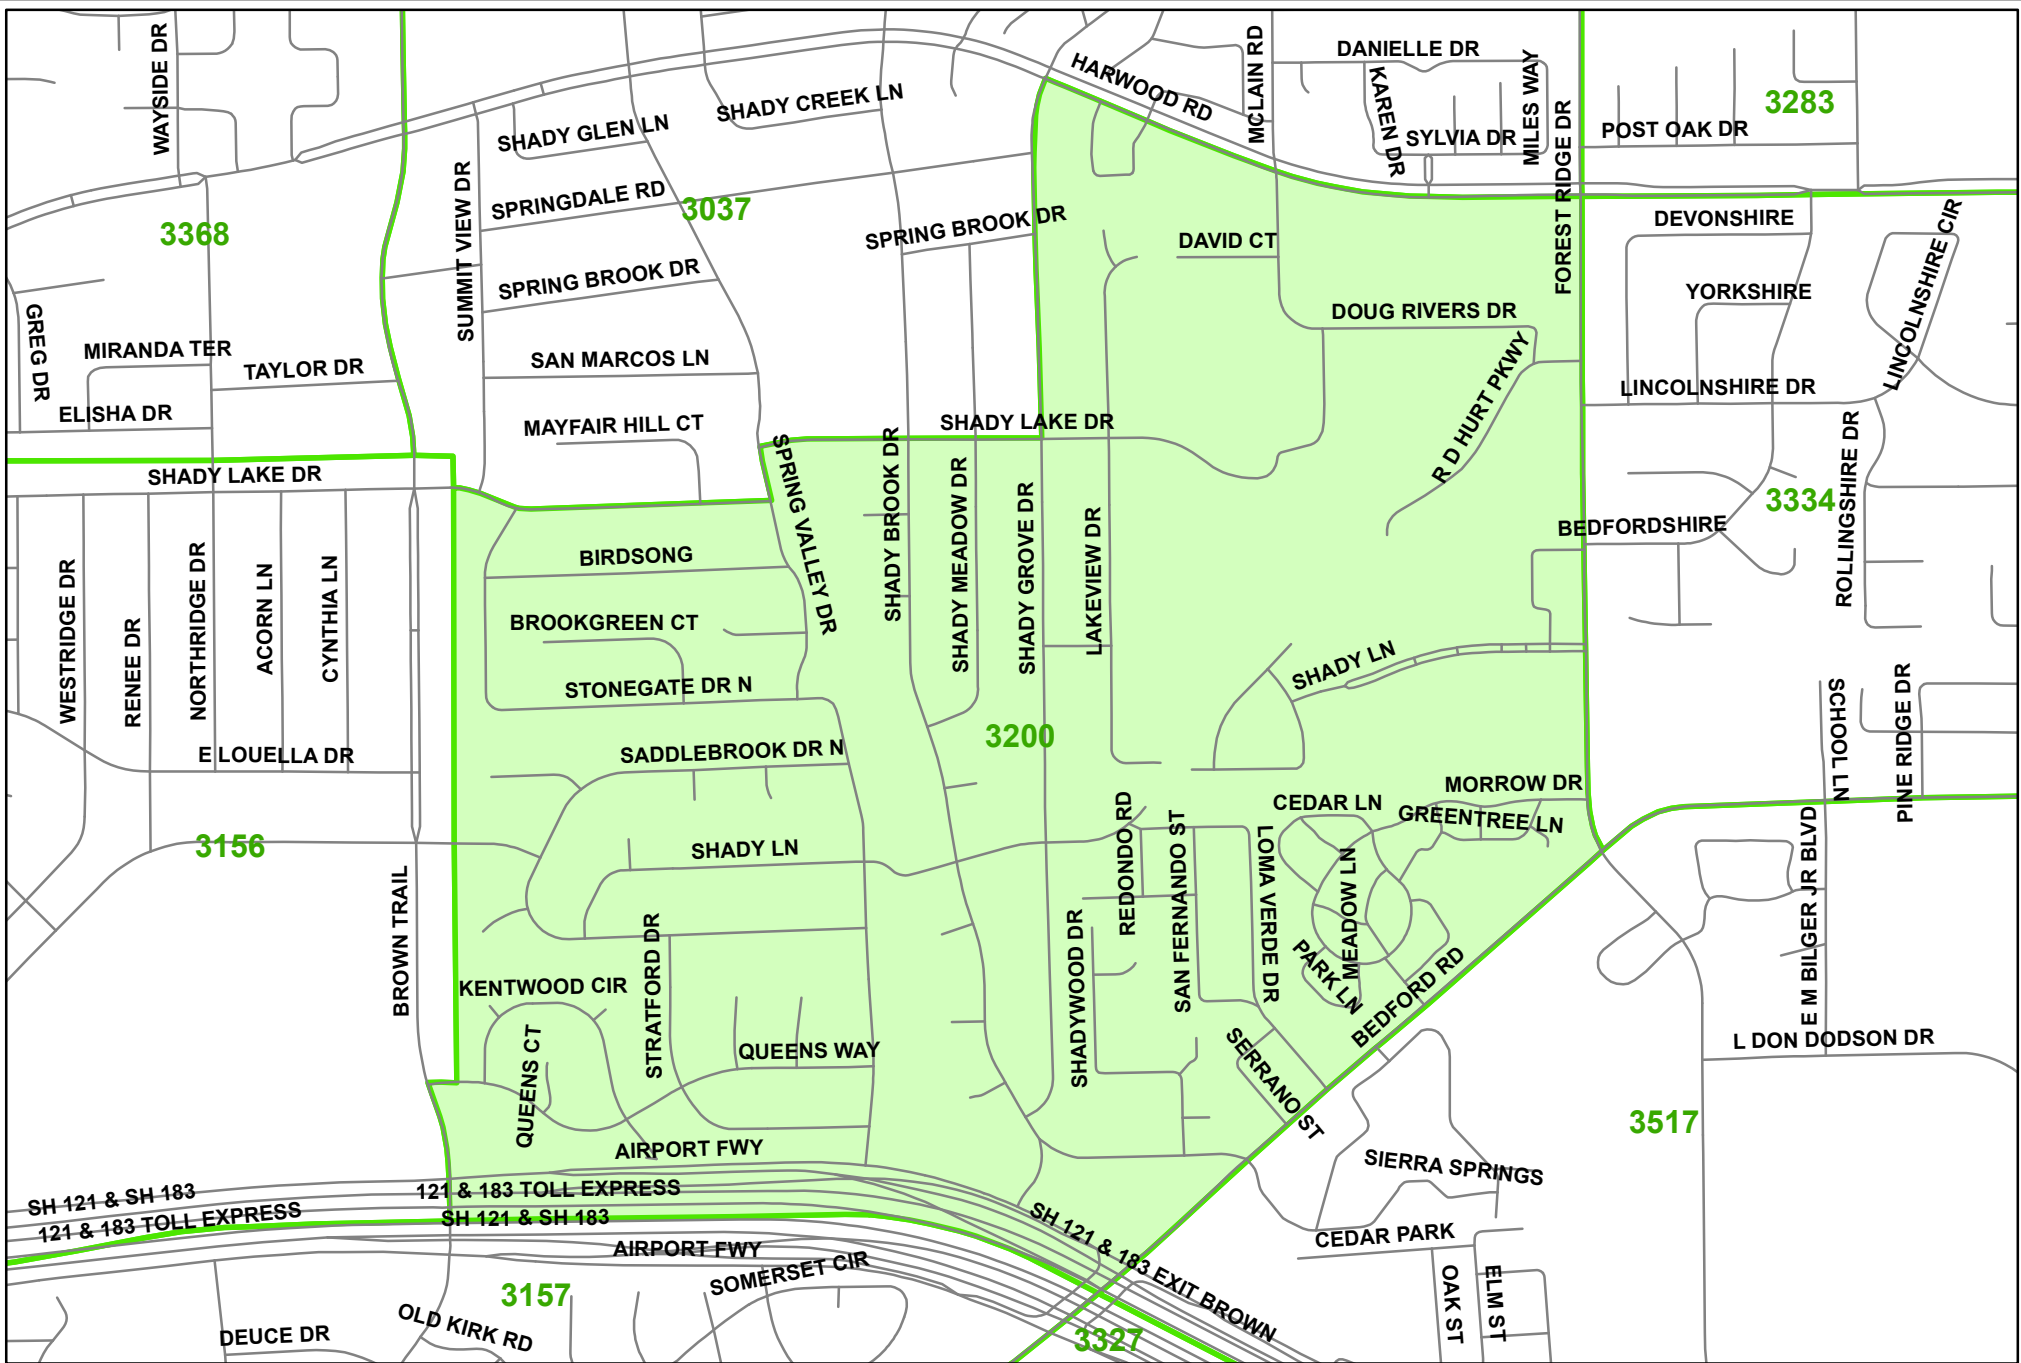 WAYSIDE DR
HARWOOD RD
MCLAIN RD
DANIELLE DR
KAREN DR
SYLVIA DR
MILES WAY
FOREST RIDGE DR
POST OAK DR
3283
SHADY GLEN LN
SHADY CREEK LN
SUMMIT VIEW DR
SPRINGDALE RD
3037
3368
SPRING BROOK DR
SPRING BROOK DR
DAVID CT
DEVONSHIRE
LINCOLNSHIRE CIR
YORKSHIRE
DOUG RIVERS DR
GREG DR
MIRANDA TER
TAYLOR DR
SAN MARCOS LN
R D HURT PKWY
LINCOLNSHIRE DR
ELISHA DR
MAYFAIR HILL CT
SHADY LAKE DR
SHADY LAKE DR
SPRING VALLEY DR
SHADY BROOK DR
SHADY MEADOW DR
SHADY GROVE DR
LAKEVIEW DR
ROLLINGSHIRE DR
3334
BEDFORDSHIRE
BIRDSONG
BROOKGREEN CT
WESTRIDGE DR
RENEE DR
NORTHRIDGE DR
ACORN LN
CYNTHIA LN
STONEGATE DR N
SHADY LN
SCHOOL LN
PINE RIDGE DR
3200
E LOUELLA DR
SADDLEBROOK DR N
MORROW DR
CEDAR LN
GREENTREE LN
REDONDO RD
SAN FERNANDO ST
LOMA VERDE DR
MEADOW LN
E M BILGER JR BLVD
3156
SHADY LN
BROWN TRAIL
STRATFORD DR
SHADYWOOD DR
PARK LN
BEDFORD RD
KENTWOOD CIR
QUEENS CT
QUEENS WAY
SERRANO ST
L DON DODSON DR
3517
AIRPORT FWY
SIERRA SPRINGS
SH 121 & SH 183
121 & 183 TOLL EXPRESS
121 & 183 TOLL EXPRESS
SH 121 & SH 183
SH 121 & 183 EXIT BROWN
CEDAR PARK
AIRPORT FWY
SOMERSET CIR
3157
OAK ST
ELM ST
DEUCE DR
OLD KIRK RD
3327